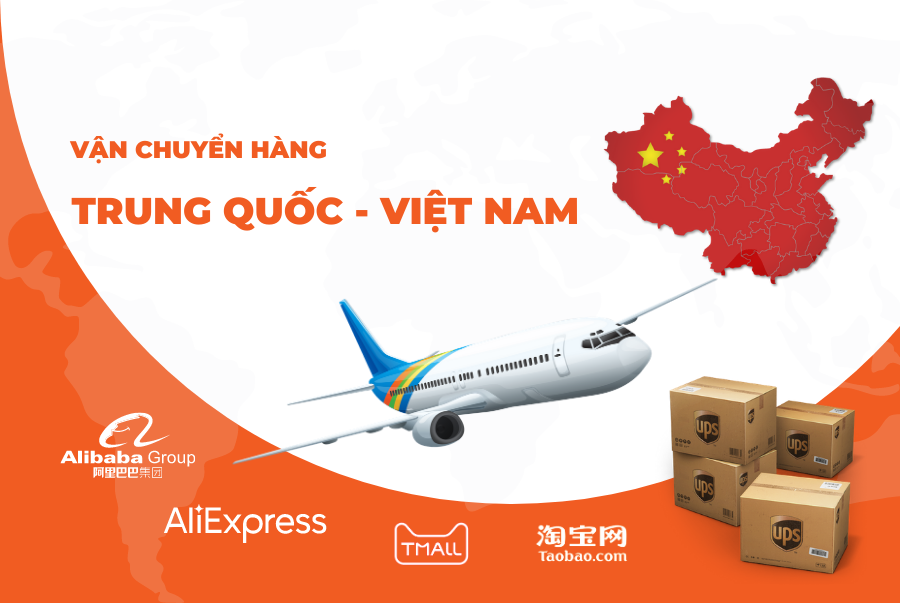 VẬN CHUYỂN HÀNG
TRUNG QUỐC - VIỆT NAM
Alibaba Group
阿里巴巴集团
AliExpress
TMALL
淘宝网
Taobao.com
ups
ups
ups
ups